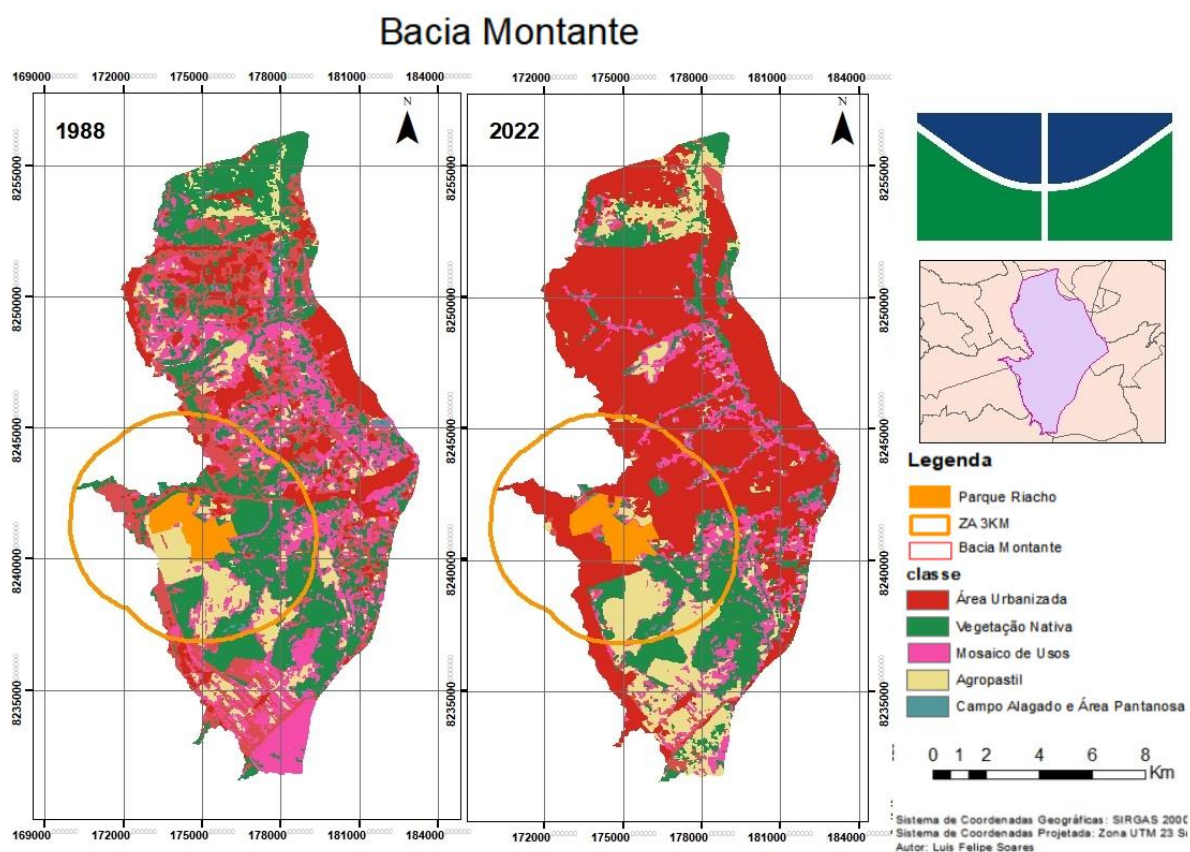 Bacia Montante
169000 172000 175000 178000 181000 184000
172000 175000 178000 181000 184000
1988
N
2022
N
8255000
8250000
8245000
8240000
8235000
8255000
8250000
8245000
8240000
8235000
169000 172000 175000 178000 181000 184000
172000 175000 178000 181000 184000
Legenda
Parque Riacho
ZA 3KM
Bacia Montante
classe
Área Urbanizada
Vegetação Nativa
Mosaico de Usos
Agropastil
Campo Alagado e Área Pantanosa
0 1 2 4 6 8
Km
Sistema de Coordenadas Geográficas: SIRGAS 2000
Sistema de Coordenadas Projetada: Zona UTM 23
Autor: Luis Felipe Soares